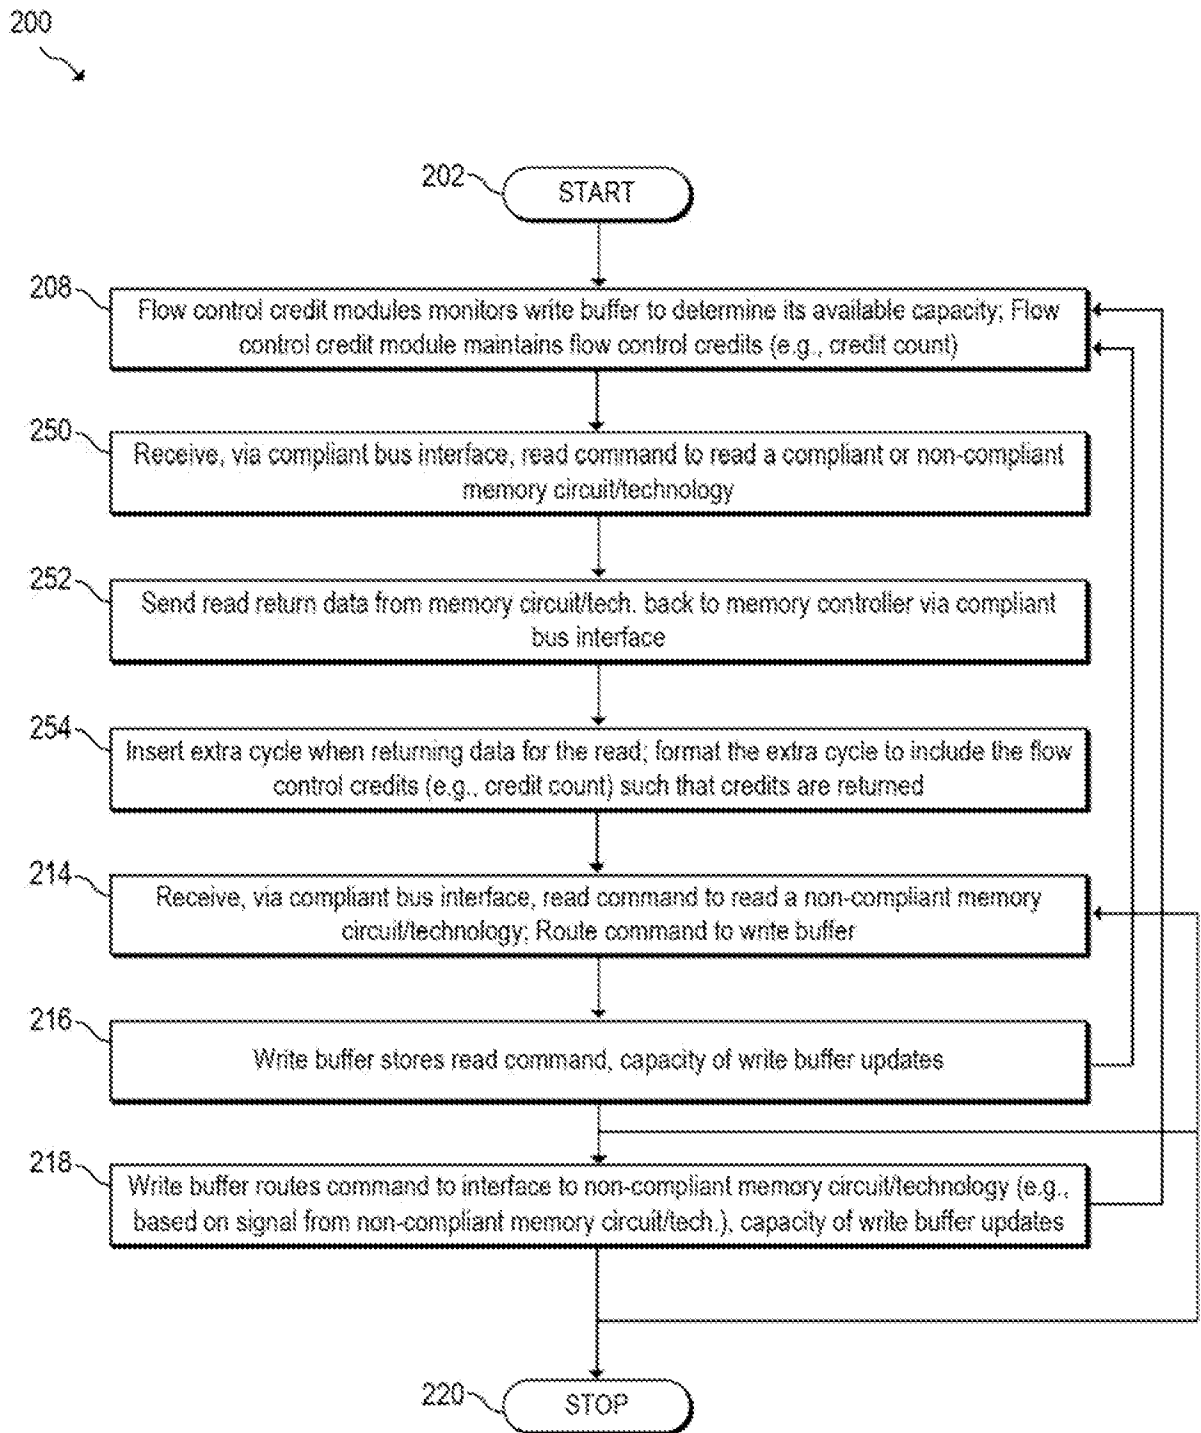 200
202
START
208
Flow control credit modules monitors write buffer to determine its available capacity; Flow
control credit module maintains flow control credits (e.g., credit count)
250
Receive, via compliant bus interface, read command to read a compliant or non-compliant
memory circuit/technology
252
Send read return data from memory circuit/tech. back to memory controller via compliant
bus interface
254
Insert extra cycle when returning data for the read; format the extra cycle to include the flow
control credits (e.g., credit count) such that credits are returned
214
Receive, via compliant bus interface, read command to read a non-compliant memory
circuit/technology; Route command to write buffer
216
Write buffer stores read command, capacity of write buffer updates
218
Write buffer routes command to interface to non-compliant memory circuit/technology (e.g.,
based on signal from non-compliant memory circuit/tech.), capacity of write buffer updates
220
STOP